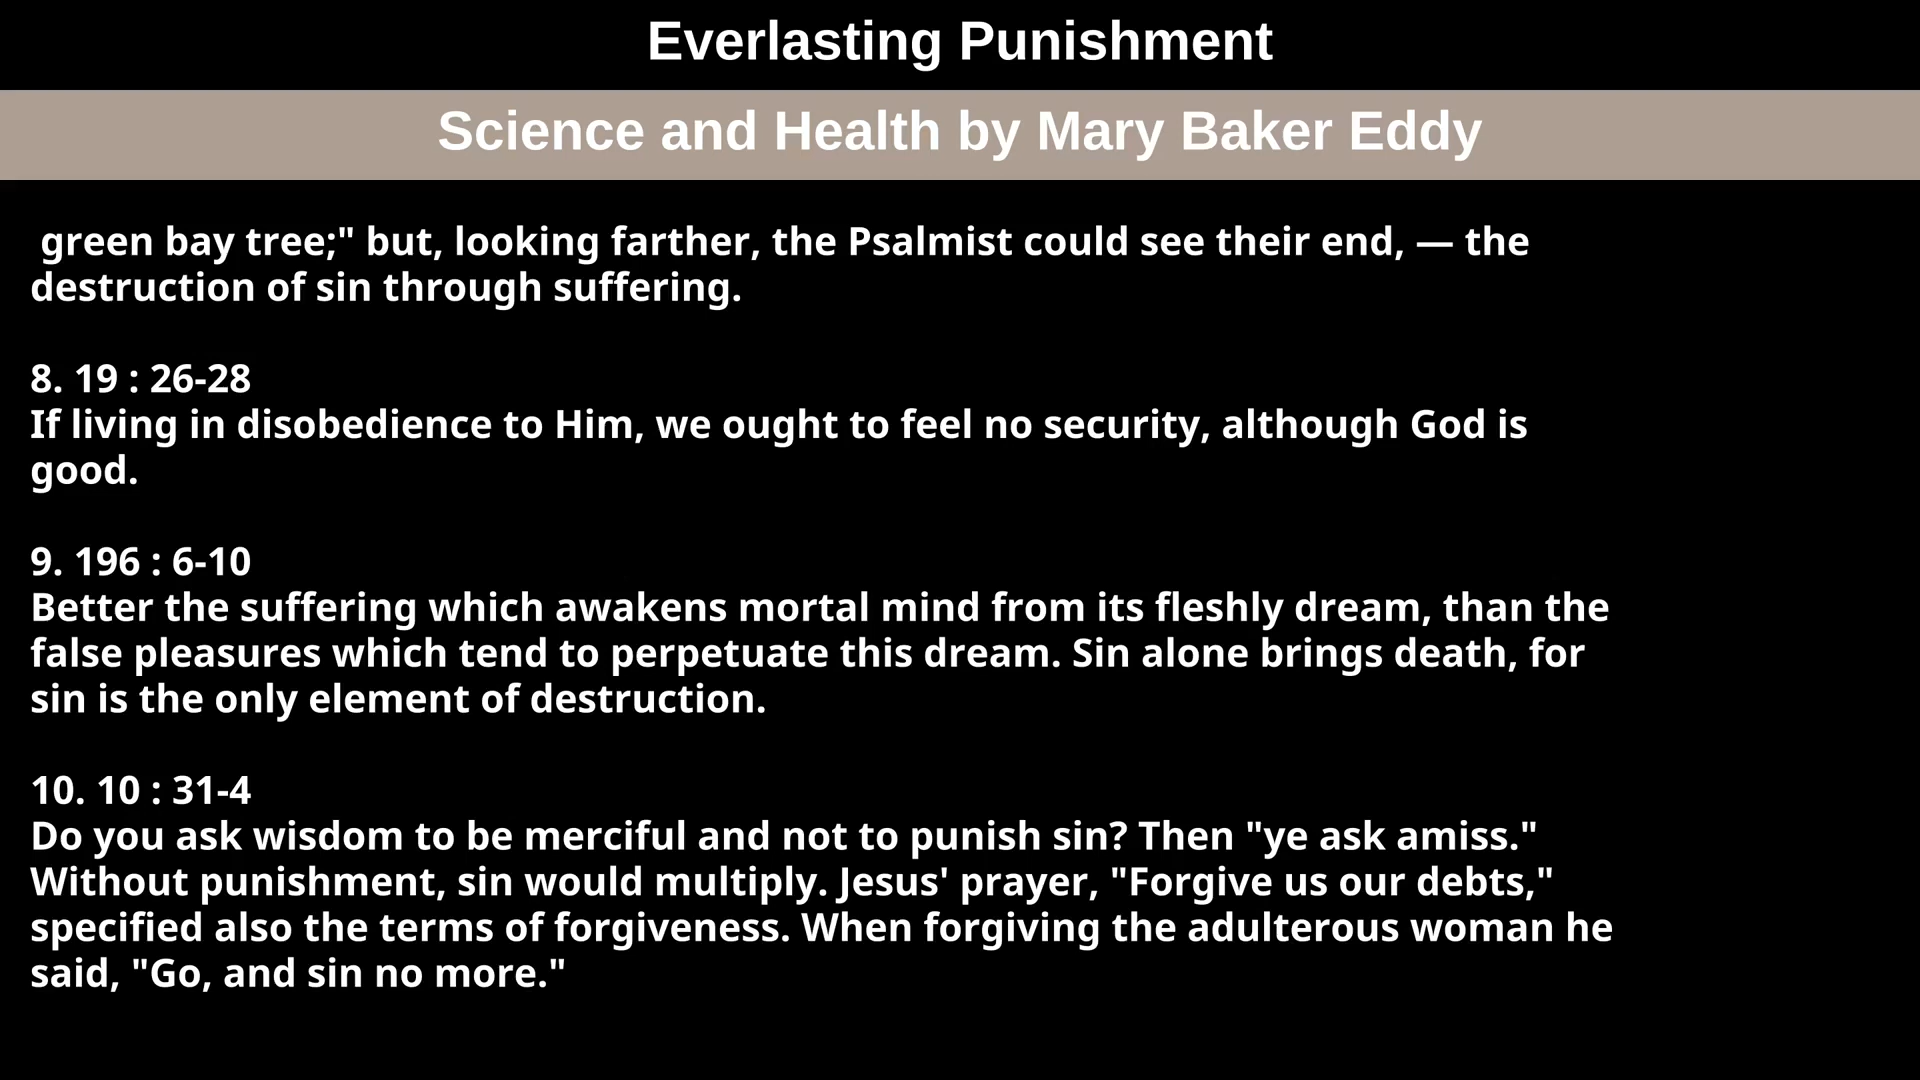 Everlasting Punishment
Science and Health by Mary Baker Eddy
green bay tree;" but, looking farther, the Psalmist could see their end, — the
destruction of sin through suffering.
8. 19 : 26-28
If living in disobedience to Him, we ought to feel no security, although God is
good.
9. 196 : 6-10
Better the suffering which awakens mortal mind from its fleshly dream, than the
false pleasures which tend to perpetuate this dream. Sin alone brings death, for
sin is the only element of destruction.
10. 10 : 31-4
Do you ask wisdom to be merciful and not to punish sin? Then "ye ask amiss."
Without punishment, sin would multiply. Jesus' prayer, "Forgive us our debts,"
specified also the terms of forgiveness. When forgiving the adulterous woman he
said, "Go, and sin no more."